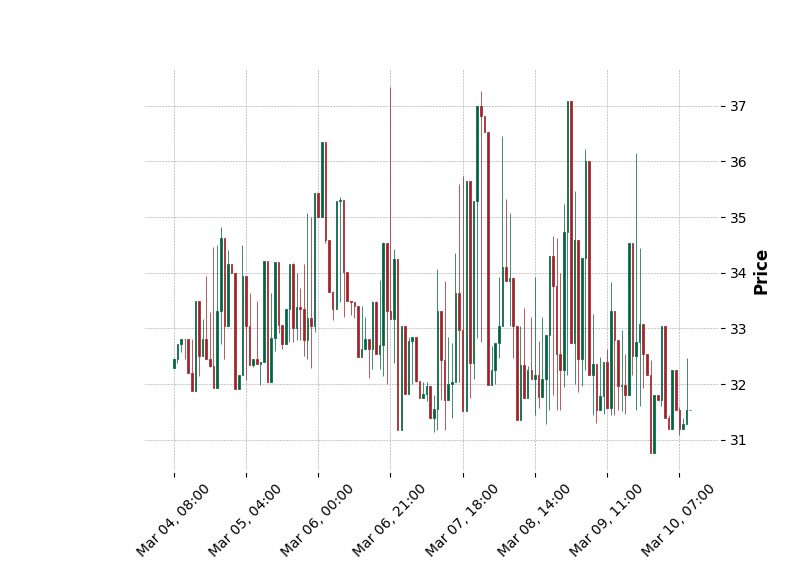 37
36
35
34
33
32
31
Price
Mar 04, 08:00
Mar 05, 04:00
Mar 06, 00:00
Mar 06, 21:00
Mar 07, 18:00
Mar 08, 14:00
Mar 09, 11:00
Mar 10, 07:00